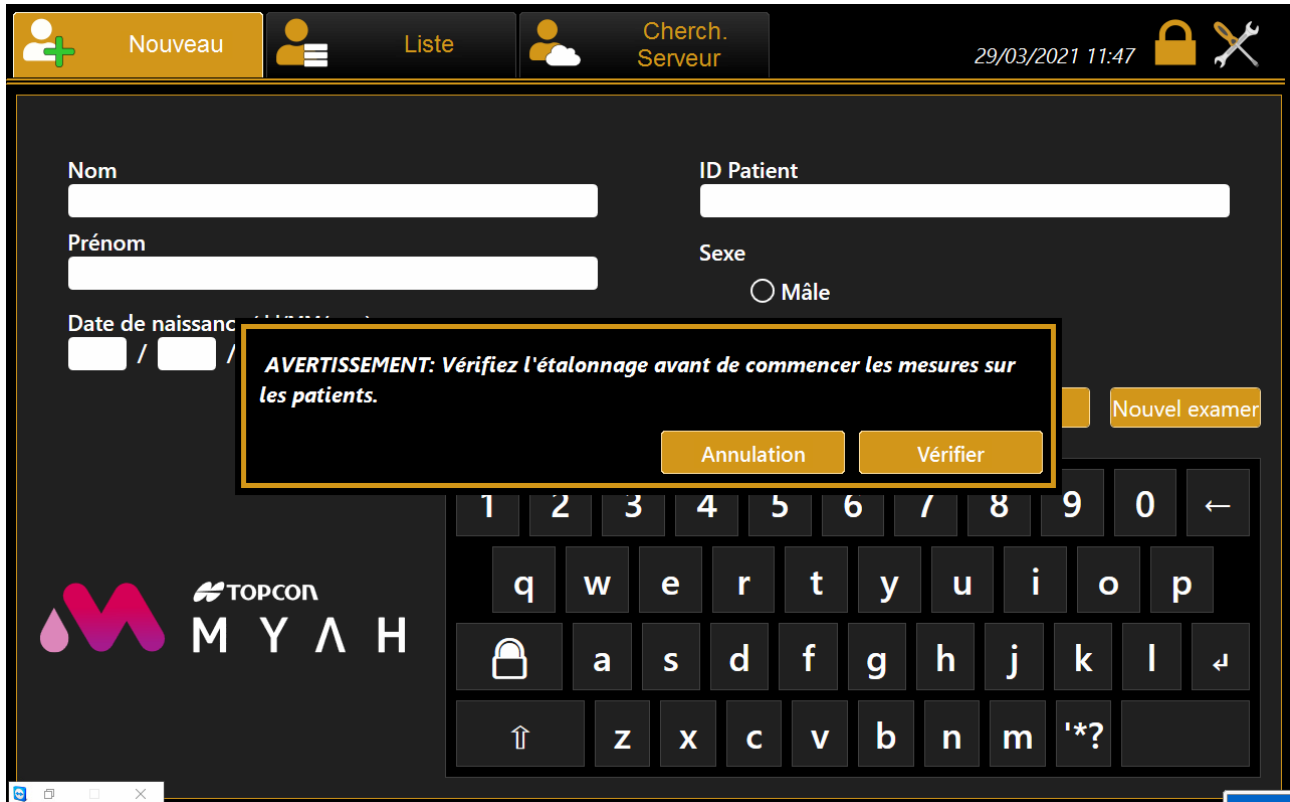 Nouveau
Liste
Cherch.
Serveur
29/03/2021 11:47
Nom
ID Patient
Prénom
Sexe
Mâle
Date de naissanc
/ /
AVERTISSEMENT: Vérifiez l'étalonnage avant de commencer les mesures sur
les patients.
Annulation Vérifier
Nouvel examer
1 2 3 4 5 6 7 8 9 0 ←
q w e r t y u i o p
a s d f g h j k l ↲
⇧ z x c v b n m '*?
TOPCON
MYAH